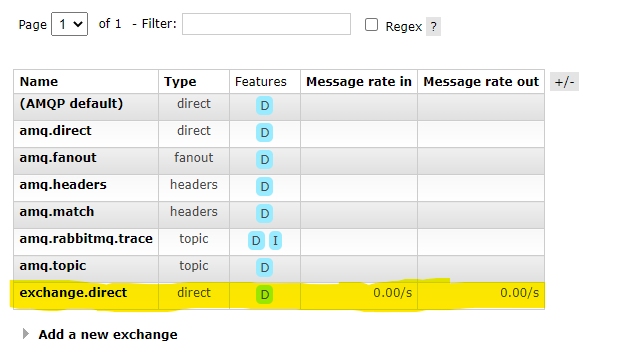 Page 1 of 1 - Filter: Regex ?
Name Type Features Message rate in Message rate out +/-
(AMQP default) direct D
amq.direct direct D
amq.fanout fanout D
amq.headers headers D
amq.match headers D
amq.rabbitmq.trace topic D I
amq.topic topic D
exchange.direct direct D 0.00/s 0.00/s
Add a new exchange